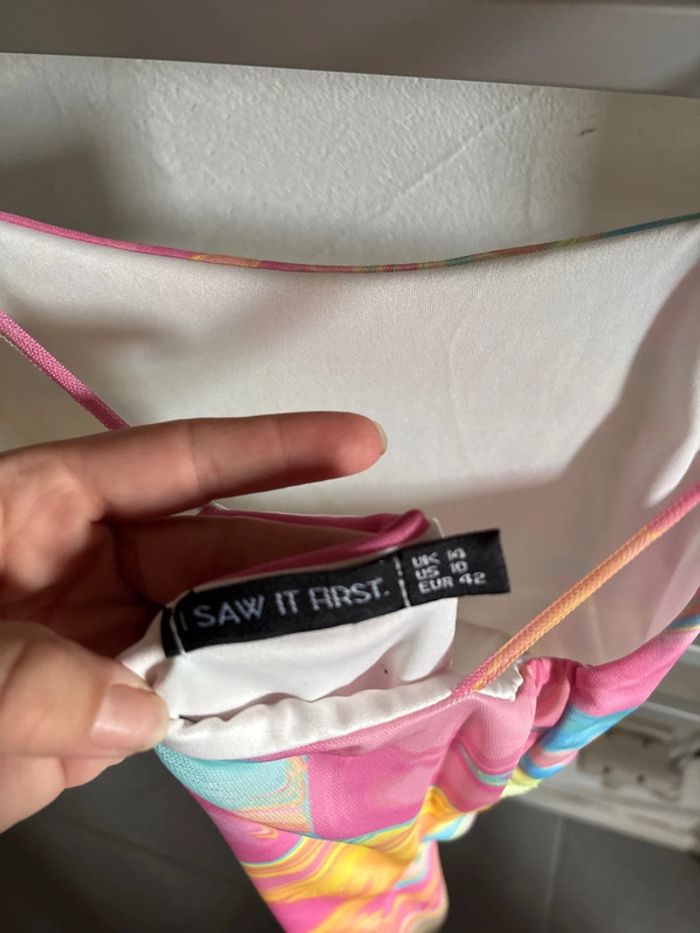 I SAW IT FIRST.
UK 14
US 10
EUR 42